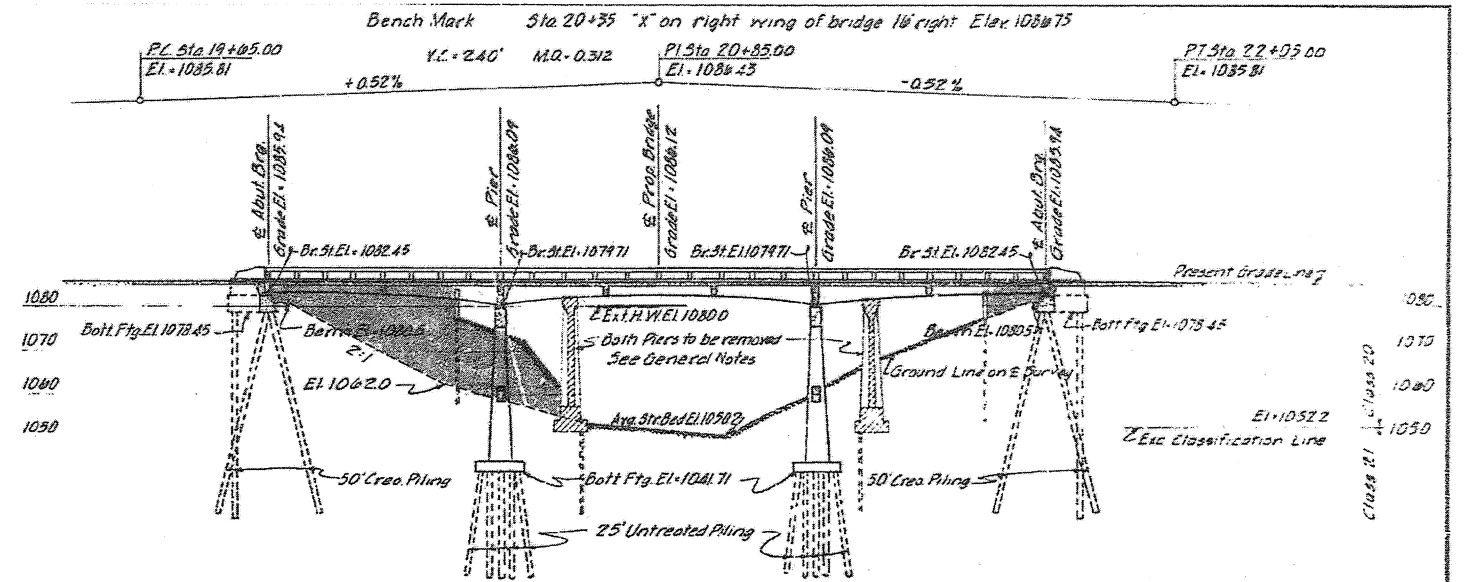 Bench Mark Sta. 20+35 "X" on right wing of bridge 16' right Elev. 1086.75
P.C. Sta. 19+65.00
El. = 1085.81
V.C. = 240' M.O. = 0.312
P.I. Sta. 20+85.00
El. = 1086.43
P.T. Sta. 22+05.00
El. = 1085.81
+0.52%
-0.52%
℄ Abut. Brg.
Grade El. = 1085.94
℄ Pier
Grade El. = 1086.09
℄ Prop. Bridge
Grade El. = 1086.12
℄ Pier
Grade El. = 1086.09
℄ Abut. Brg.
Grade El. = 1085.94
Br. St. El. = 1082.45
Br. St. El. = 1079.71
Br. St. El. 1079.71
Br. St. El. = 1082.45
Present Grade Line
1080
1070
1060
1050
1080
1070
1060
1050
Bott. Ftg. El. 1078.45
Berm El. = 1080.5
2:1
El. 1062.0
Ext. H.W. El. 1080.0
Both Piers to be removed
See General Notes
Berm El. = 1080.5
Bott. Ftg. El. = 1078.45
Ground Line on ℄ Survey
Avg. Str. Bed El. 1050.2
El. = 1052.2
Exc. Classification Line
Class 20
Class 21
50' Creo. Piling
Bott. Ftg. El. = 1041.71
50' Creo. Piling
25' Untreated Piling